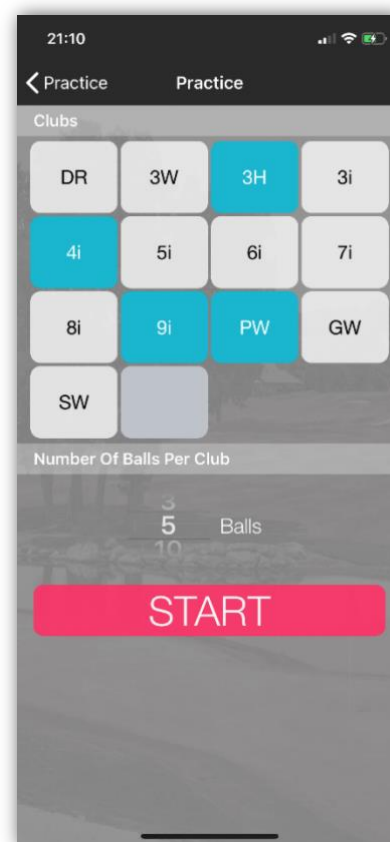 21:10
Practice Practice
Clubs
DR 3W 3H 3i
4i 5i 6i 7i
8i 9i PW GW
SW
Number Of Balls Per Club
3
5 Balls
10
START